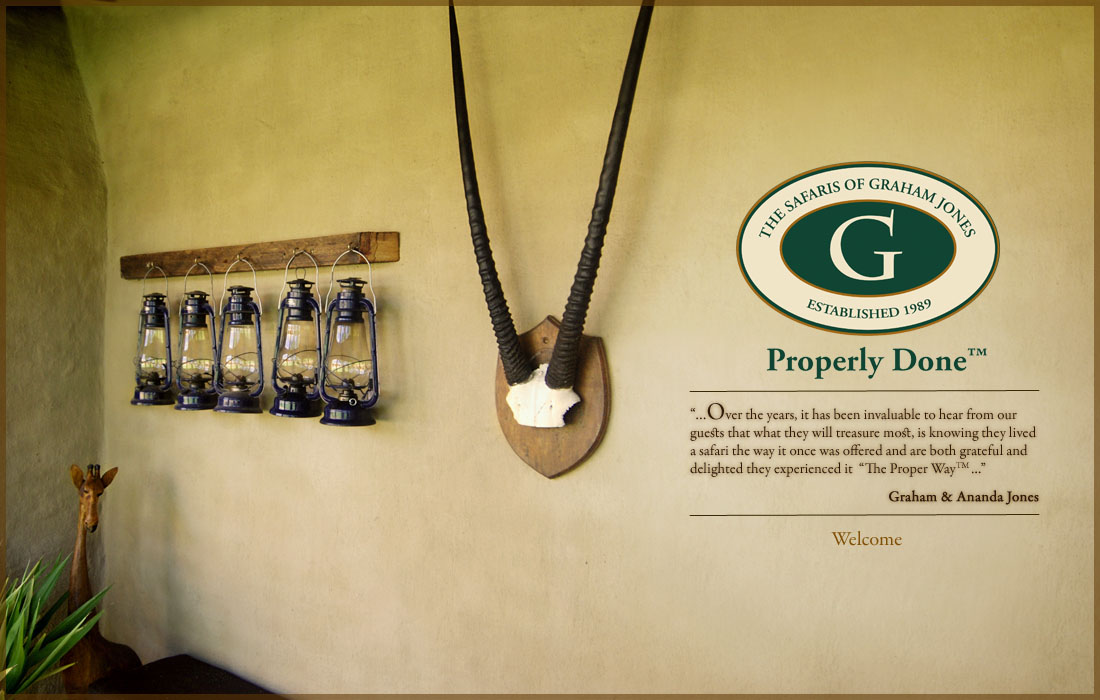 THE SAFARIS OF GRAHAM JONES
G
ESTABLISHED 1989
Properly Done™
“...Over the years, it has been invaluable to hear from our
guests that what they will treasure most, is knowing they lived
a safari the way it once was offered and are both grateful and
delighted they experienced it “The Proper Way™ ...”
Graham & Ananda Jones
Welcome